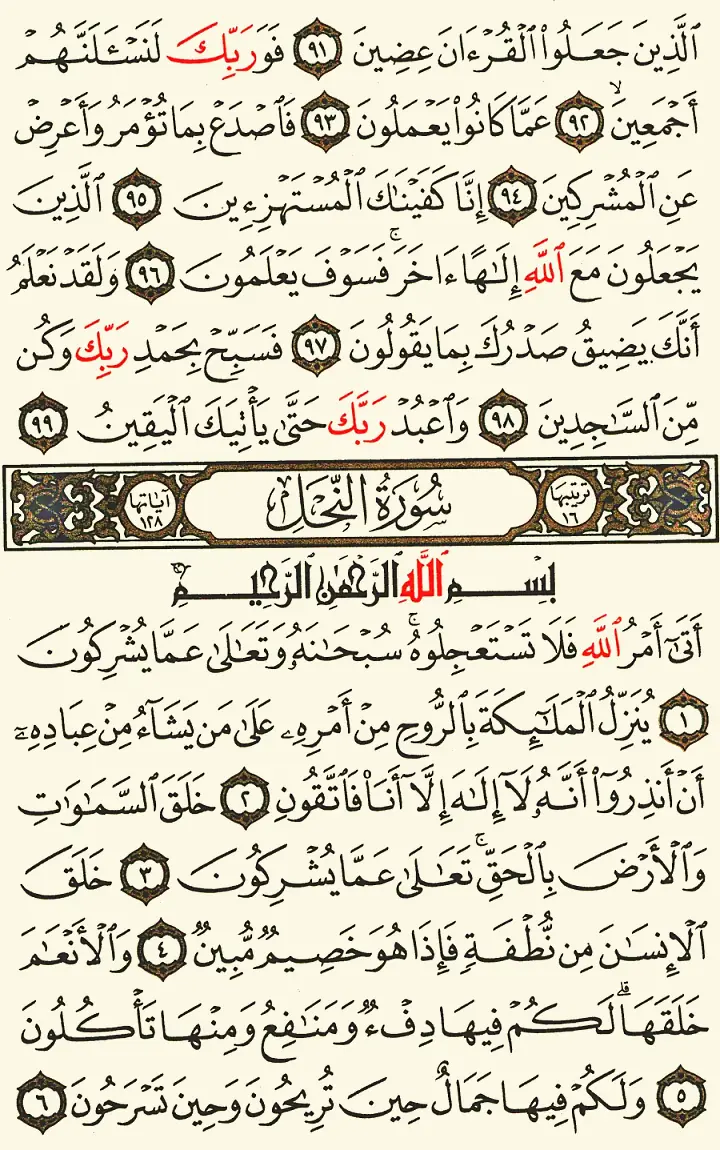 ٱلَّذِينَ جَعَلُوا۟ ٱلْقُرْءَانَ عِضِينَ ٩١ فَوَرَبِّكَ لَنَسْـَٔلَنَّهُمْ
أَجْمَعِينَ ۙ ٩٢ عَمَّا كَانُوا۟ يَعْمَلُونَ ٩٣ فَٱصْدَعْ بِمَا تُؤْمَرُ وَأَعْرِضْ
عَنِ ٱلْمُشْرِكِينَ ٩٤ إِنَّا كَفَيْنَٰكَ ٱلْمُسْتَهْزِءِينَ ٩٥ ٱلَّذِينَ
يَجْعَلُونَ مَعَ ٱللَّهِ إِلَٰهًا ءَاخَرَ ۚ فَسَوْفَ يَعْلَمُونَ ٩٦ وَلَقَدْ نَعْلَمُ
أَنَّكَ يَضِيقُ صَدْرُكَ بِمَا يَقُولُونَ ٩٧ فَسَبِّحْ بِحَمْدِ رَبِّكَ وَكُن
مِّنَ ٱلسَّٰجِدِينَ ٩٨ وَٱعْبُدْ رَبَّكَ حَتَّىٰ يَأْتِيَكَ ٱلْيَقِينُ ٩٩
ترتيبها ١٦ سُورَةُ النَّحْلِ آياتها ١٢٨
بِسْمِ ٱللَّهِ ٱلرَّحْمَٰنِ ٱلرَّحِيمِ
أَتَىٰٓ أَمْرُ ٱللَّهِ فَلَا تَسْتَعْجِلُوهُ ۚ سُبْحَٰنَهُۥ وَتَعَٰلَىٰ عَمَّا يُشْرِكُونَ
١ يُنَزِّلُ ٱلْمَلَٰٓئِكَةَ بِٱلرُّوحِ مِنْ أَمْرِهِۦ عَلَىٰ مَن يَشَآءُ مِنْ عِبَادِهِۦٓ
أَنْ أَنذِرُوٓا۟ أَنَّهُۥ لَآ إِلَٰهَ إِلَّآ أَنَا۠ فَٱتَّقُونِ ٢ خَلَقَ ٱلسَّمَٰوَٰتِ
وَٱلْأَرْضَ بِٱلْحَقِّ ۚ تَعَٰلَىٰ عَمَّا يُشْرِكُونَ ٣ خَلَقَ
ٱلْإِنسَٰنَ مِن نُّطْفَةٍ فَإِذَا هُوَ خَصِيمٌ مُّبِينٌ ٤ وَٱلْأَنْعَٰمَ
خَلَقَهَا ۗ لَكُمْ فِيهَا دِفْءٌ وَمَنَٰفِعُ وَمِنْهَا تَأْكُلُونَ
٥ وَلَكُمْ فِيهَا جَمَالٌ حِينَ تُرِيحُونَ وَحِينَ تَسْرَحُونَ ٦